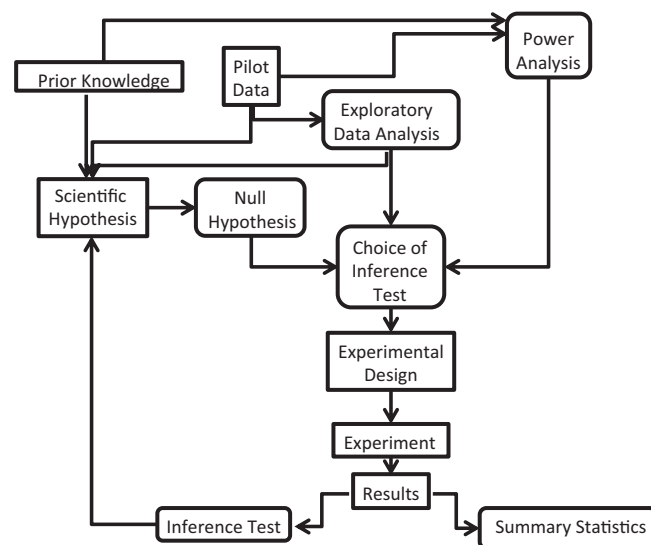 Power
Analysis
Prior Knowledge
Pilot
Data
Exploratory
Data Analysis
Scientific
Hypothesis
Null
Hypothesis
Choice of
Inference
Test
Experimental
Design
Experiment
Results
Inference Test
Summary Statistics